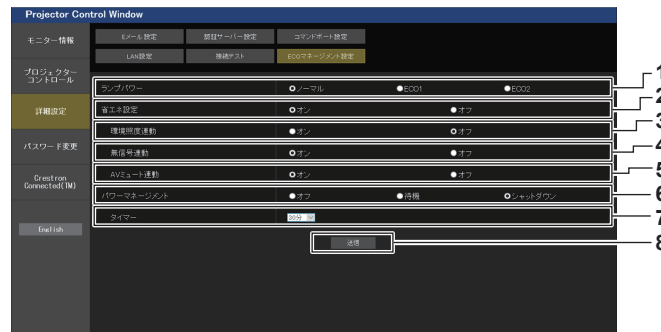 Projector Control Window
モニター情報
プロジェクター
コントロール
詳細設定
パスワード変更
Crestron
Connected(TM)
English
Eメール設定 認証サーバー設定 コマンドポート設定
LAN設定 接続テスト ECOマネージメント設定
ランプパワー ノーマル ECO1 ECO2 1
省エネ設定 オン オフ 2
環境照度連動 オン オフ 3
無信号連動 オン オフ 4
AVミュート連動 オン オフ 5
パワーマネージメント オフ 待機 シャットダウン 6
タイマー 30分 7
送信 8